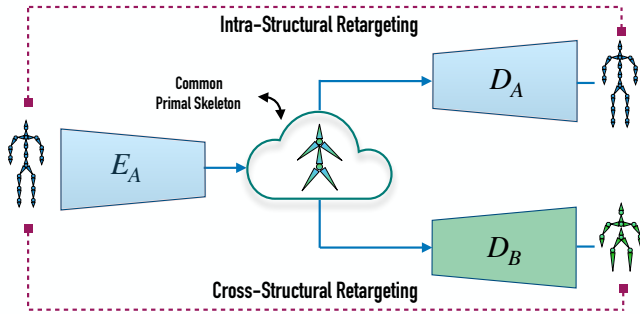 Intra-Structural Retargeting
Common
Primal Skeleton
D_A
E_A
D_B
Cross-Structural Retargeting